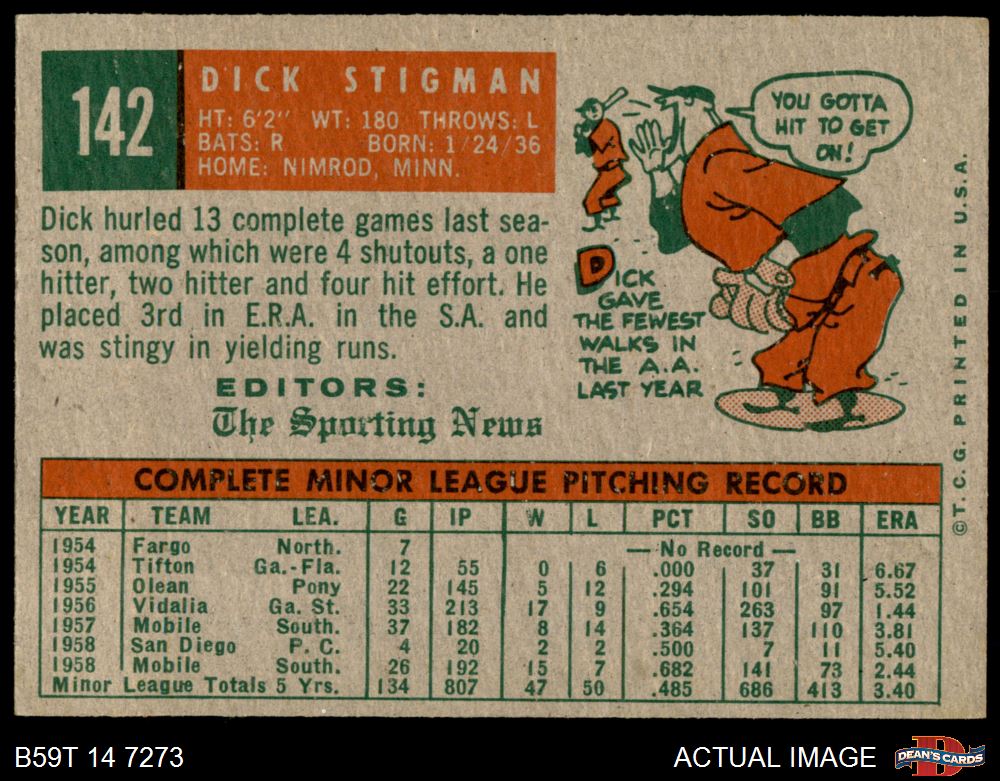 142
DICK STIGMAN
HT: 6'2" WT: 180 THROWS: L
BATS: R BORN: 1/24/36
HOME: NIMROD, MINN.
Dick hurled 13 complete games last sea-
son, among which were 4 shutouts, a one
hitter, two hitter and four hit effort. He
placed 3rd in E.R.A. in the S.A. and
was stingy in yielding runs.
EDITORS:
The Sporting News
YOU GOTTA
HIT TO GET
ON!
DICK
GAVE
THE FEWEST
WALKS IN
THE A.A.
LAST YEAR
©T.C.G. PRINTED IN U.S.A.
COMPLETE MINOR LEAGUE PITCHING RECORD
YEAR TEAM LEA. G IP W L PCT SO BB ERA
1954 Fargo North. 7 — No Record —
1954 Tifton Ga.-Fla. 12 55 0 6 .000 37 31 6.67
1955 Olean Pony 22 145 5 12 .294 101 91 5.52
1956 Vidalia Ga. St. 33 213 17 9 .654 263 97 1.44
1957 Mobile South. 37 182 8 14 .364 137 110 3.81
1958 San Diego P. C. 4 20 2 2 .500 7 11 5.40
1958 Mobile South. 26 192 15 7 .682 141 73 2.44
Minor League Totals 5 Yrs. 134 807 47 50 .485 686 413 3.40
B59T 14 7273
ACTUAL IMAGE
D
DEAN'S CARDS